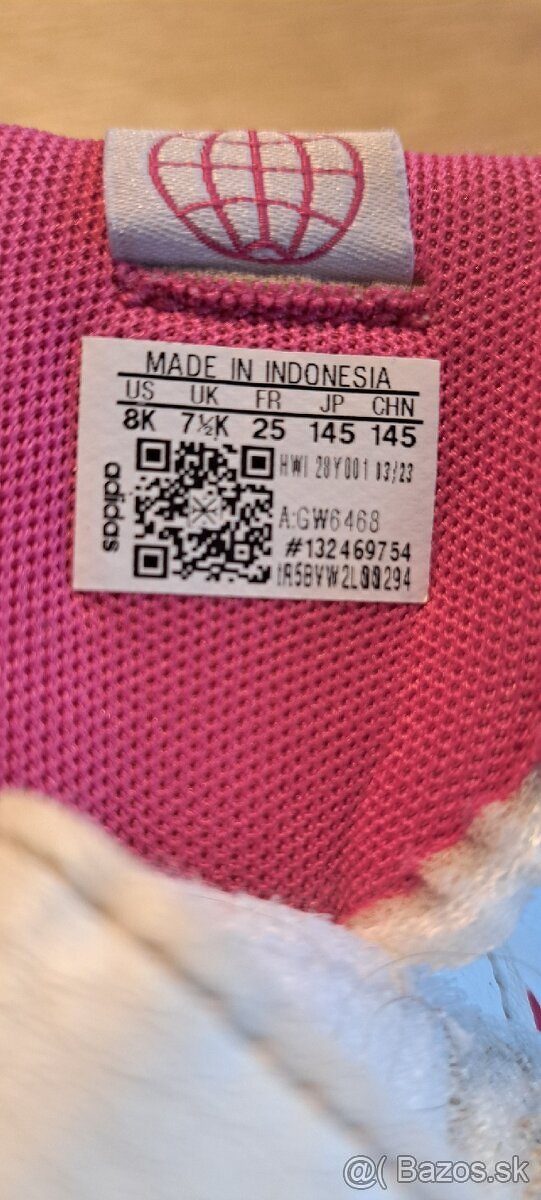 MADE IN INDONESIA
US UK FR JP CHN
8K 7½K 25 145 145
HWI 28Y001 03/23
A:GW6468
#132469754
adidas
@( Bazos.sk